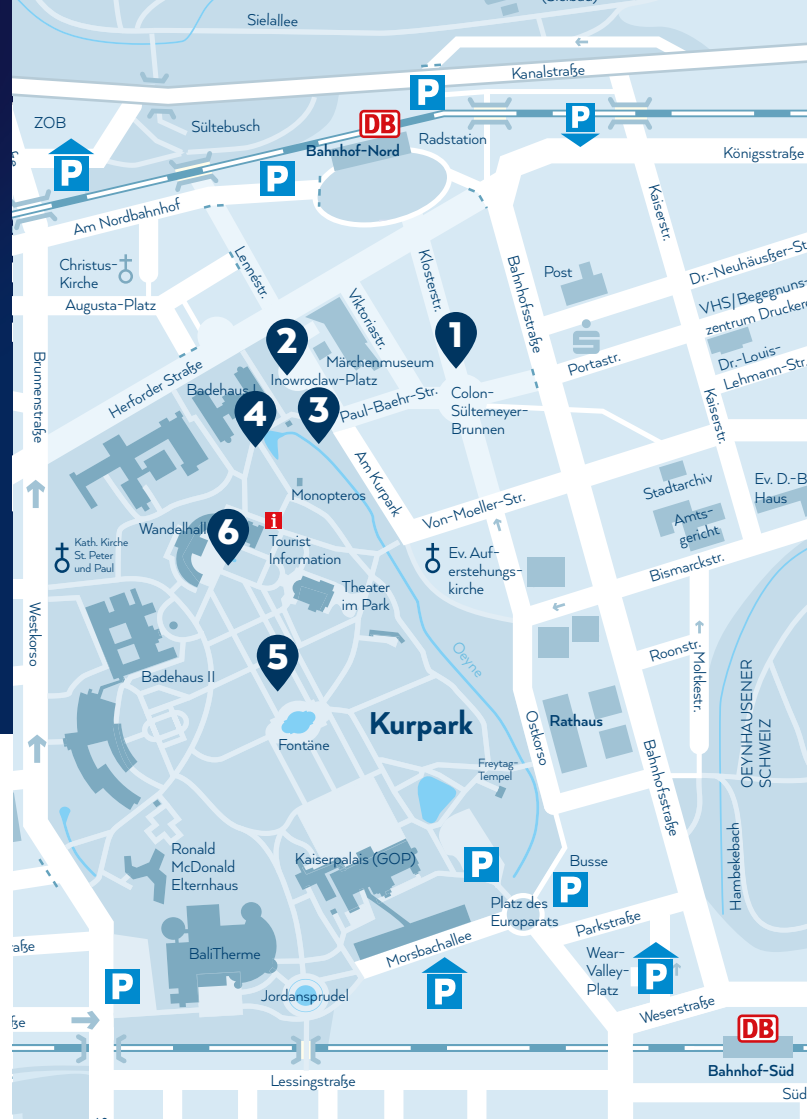 Sielallee
Kanalstraße
P
ZOB
Sültebusch
DB
Radstation
P
Bahnhof-Nord
Königsstraße
P
P
Am Nordbahnhof
Kaiserstr.
Christus-
Kirche
Lennéstr.
Klosterstr.
Bahnhofsstraße
Post
Dr.-Neuhäußer-St
Augusta-Platz
Viktoriastr.
VHS/Begegnuns-
zentrum Drucker
1
2
Märchenmuseum
Portastr.
Dr.-Louis-
Lehmann-Str.
Inowroclaw-Platz
Brunnenstraße
Herforder Straße
Badehaus I
4
3
Paul-Baehr-Str.
Colon-
Sültemeyer-
Brunnen
Kaiserstr.
Am Kurpark
Monopteros
Von-Moeller-Str.
Stadtarchiv
Ev. D.-B
Haus
Amts-
gericht
Wandelhall
6
i
Tourist
Information
Kath. Kirche
St. Peter
und Paul
Ev. Auf-
erstehungs-
kirche
Bismarckstr.
Theater
im Park
Westkorso
Oeyne
Roonstr.
Moltkestr.
5
Badehaus II
OEYNHAUSENER
SCHWEIZ
Kurpark
Rathaus
Ostkorso
Fontäne
Bahnhofsstraße
Freytag-
Tempel
Ronald
McDonald
Elternhaus
Kaiserpalais (GOP)
P
Busse
P
Hambekebach
Platz des
Europarats
Parkstraße
BaliTherme
Morsbachallee
Wear-
Valley-
Platz
P
P
P
Jordansprudel
Weserstraße
DB
Bahnhof-Süd
Lessingstraße
Süd